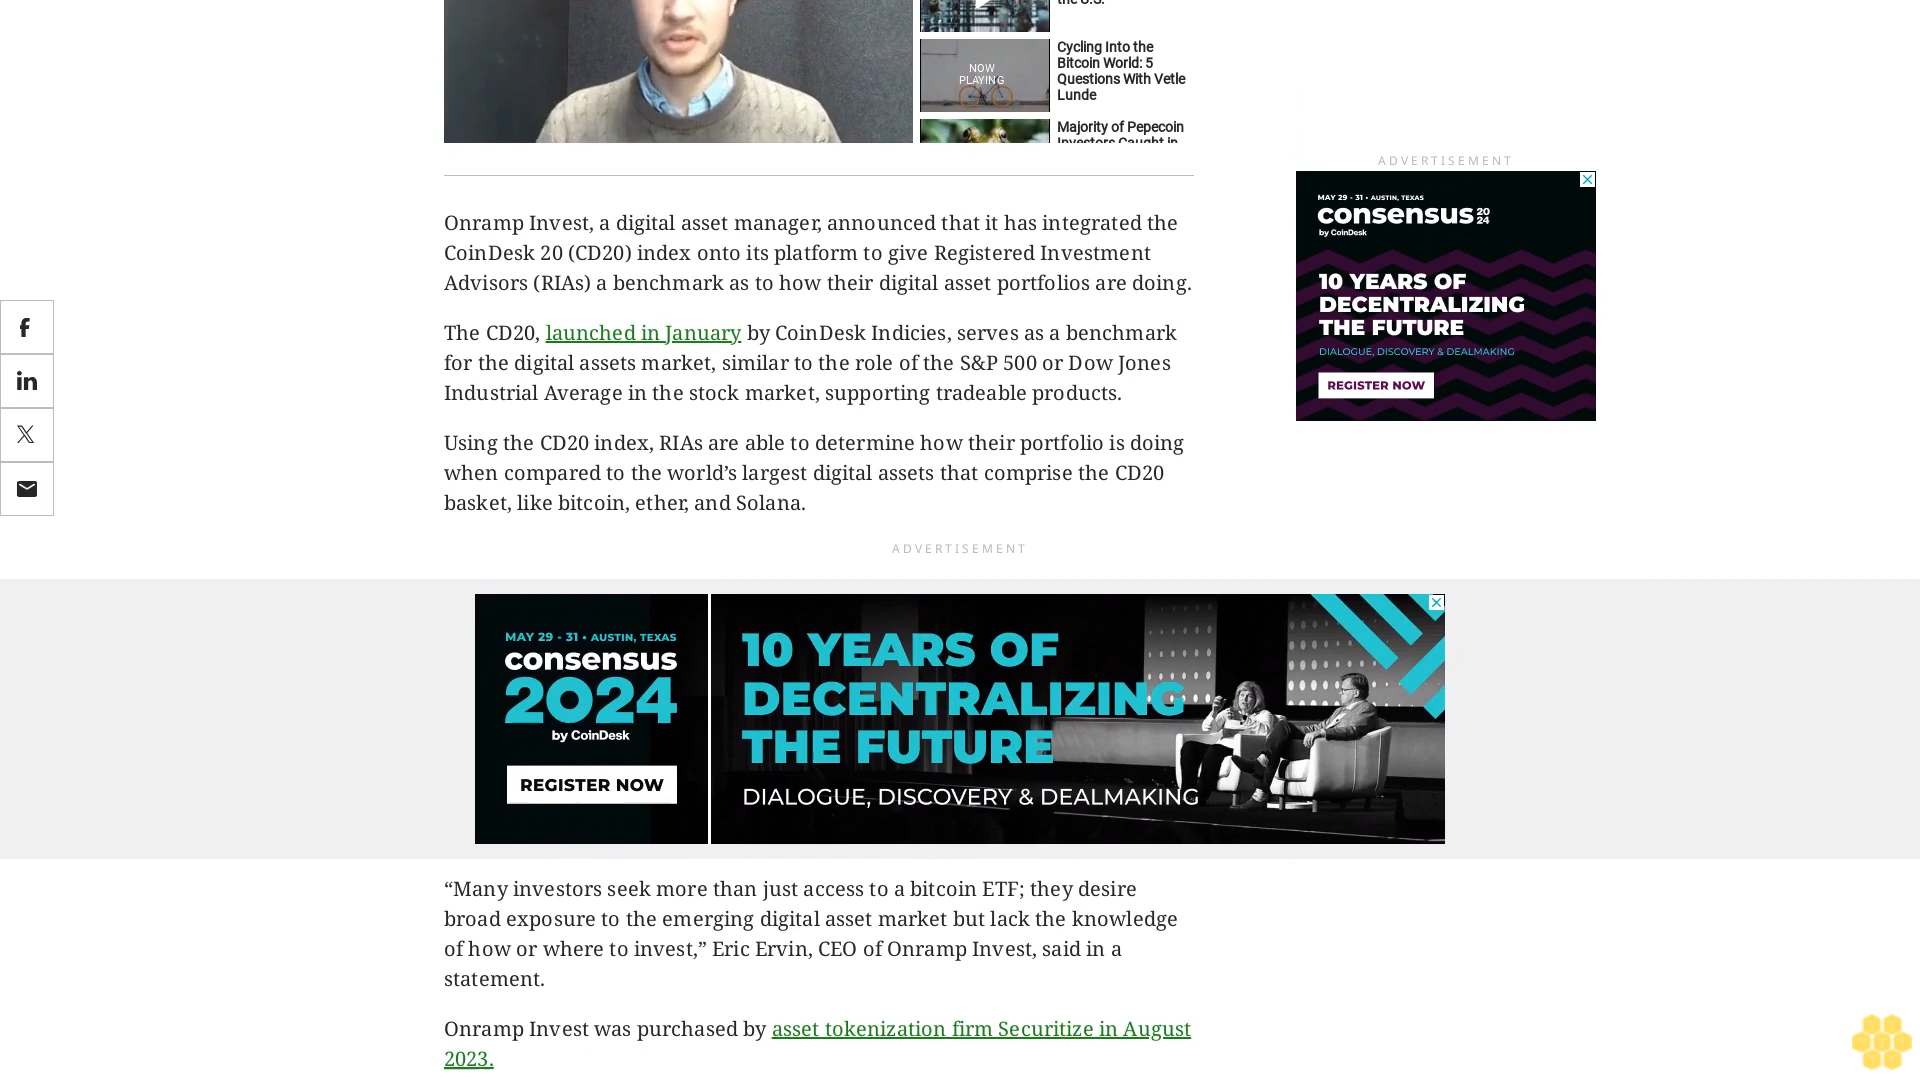 the U.S.
Cycling Into the
Bitcoin World: 5
Questions With Vetle
Lunde
NOW
PLAYING
Majority of Pepecoin
Investors Caught in
Onramp Invest, a digital asset manager, announced that it has integrated the
CoinDesk 20 (CD20) index onto its platform to give Registered Investment
Advisors (RIAs) a benchmark as to how their digital asset portfolios are doing.
The CD20, launched in January by CoinDesk Indicies, serves as a benchmark
for the digital assets market, similar to the role of the S&P 500 or Dow Jones
Industrial Average in the stock market, supporting tradeable products.
Using the CD20 index, RIAs are able to determine how their portfolio is doing
when compared to the world’s largest digital assets that comprise the CD20
basket, like bitcoin, ether, and Solana.
ADVERTISEMENT
MAY 29 - 31 • AUSTIN, TEXAS
consensus 2024
by CoinDesk
10 YEARS OF
DECENTRALIZING
THE FUTURE
DIALOGUE, DISCOVERY & DEALMAKING
REGISTER NOW
ADVERTISEMENT
MAY 29 - 31 • AUSTIN, TEXAS
consensus
2024
by CoinDesk
REGISTER NOW
10 YEARS OF
DECENTRALIZING
THE FUTURE
DIALOGUE, DISCOVERY & DEALMAKING
“Many investors seek more than just access to a bitcoin ETF; they desire
broad exposure to the emerging digital asset market but lack the knowledge
of how or where to invest,” Eric Ervin, CEO of Onramp Invest, said in a
statement.
Onramp Invest was purchased by asset tokenization firm Securitize in August
2023.